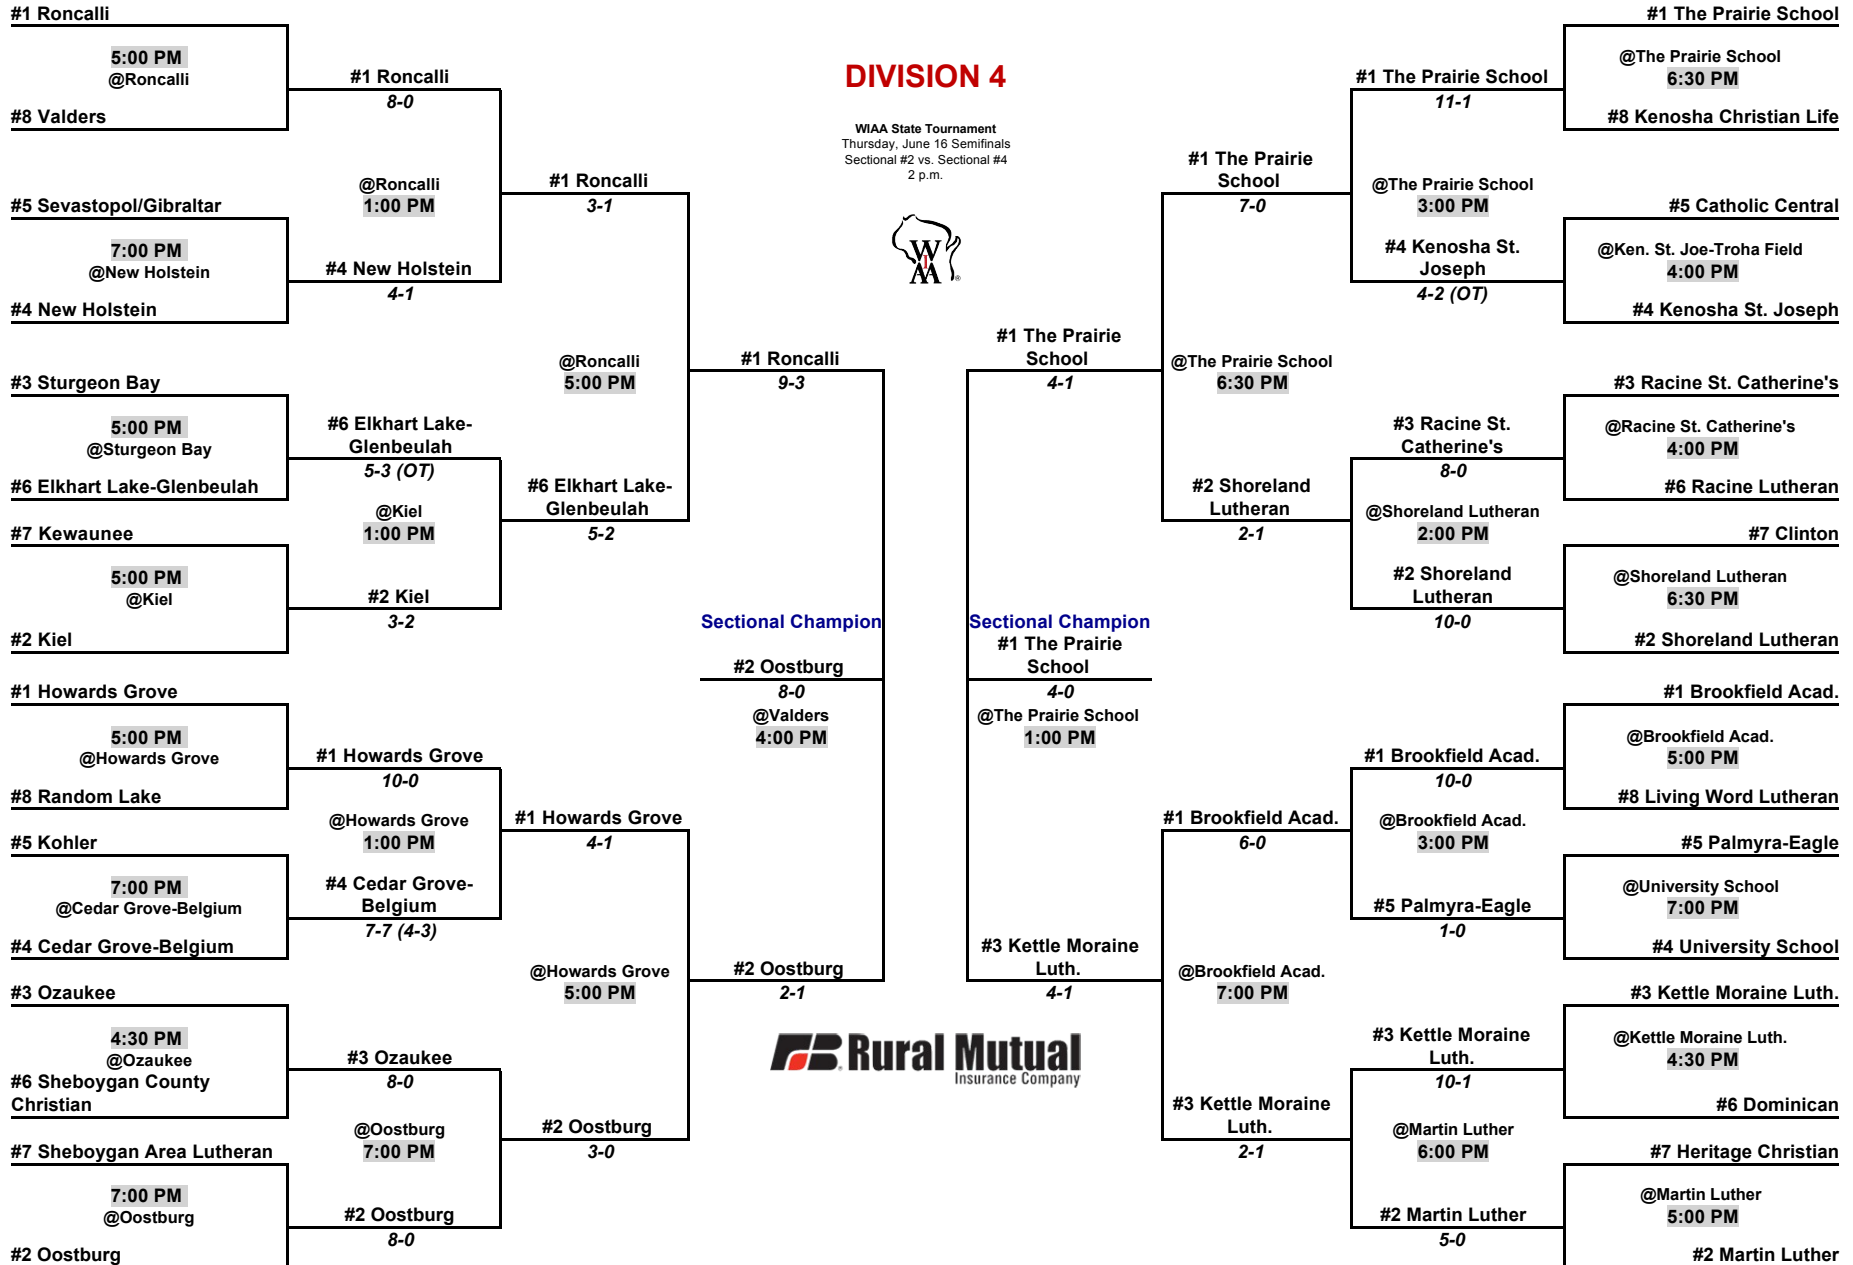 #1 Roncalli
5:00 PM
@Roncalli
#8 Valders
#5 Sevastopol/Gibraltar
7:00 PM
@New Holstein
#4 New Holstein
#3 Sturgeon Bay
5:00 PM
@Sturgeon Bay
#6 Elkhart Lake-Glenbeulah
#7 Kewaunee
5:00 PM
@Kiel
#2 Kiel
#1 Howards Grove
5:00 PM
@Howards Grove
#8 Random Lake
#5 Kohler
7:00 PM
@Cedar Grove-Belgium
#4 Cedar Grove-Belgium
#3 Ozaukee
4:30 PM
@Ozaukee
#6 Sheboygan County
Christian
#7 Sheboygan Area Lutheran
7:00 PM
@Oostburg
#2 Oostburg
#1 Roncalli
8-0
@Roncalli
1:00 PM
#4 New Holstein
4-1
#6 Elkhart Lake-
Glenbeulah
5-3 (OT)
@Kiel
1:00 PM
#2 Kiel
3-2
#1 Howards Grove
10-0
@Howards Grove
1:00 PM
#4 Cedar Grove-
Belgium
7-7 (4-3)
#3 Ozaukee
8-0
@Oostburg
7:00 PM
#2 Oostburg
8-0
#1 Roncalli
3-1
@Roncalli
5:00 PM
#6 Elkhart Lake-
Glenbeulah
5-2
#1 Howards Grove
4-1
@Howards Grove
5:00 PM
#2 Oostburg
3-0
#1 Roncalli
9-3
Sectional Champion
#2 Oostburg
8-0
@Valders
4:00 PM
#2 Oostburg
2-1
DIVISION 4
WIAA State Tournament
Thursday, June 16 Semifinals
Sectional #2 vs. Sectional #4
2 p.m.
W
I
AA
®
Rural Mutual
Insurance Company
#1 The Prairie
School
4-1
Sectional Champion
#1 The Prairie
School
4-0
@The Prairie School
1:00 PM
#3 Kettle Moraine
Luth.
4-1
#1 The Prairie
School
7-0
@The Prairie School
6:30 PM
#2 Shoreland
Lutheran
2-1
#1 Brookfield Acad.
6-0
@Brookfield Acad.
7:00 PM
#3 Kettle Moraine
Luth.
2-1
#1 The Prairie School
11-1
@The Prairie School
3:00 PM
#4 Kenosha St.
Joseph
4-2 (OT)
#3 Racine St.
Catherine's
8-0
@Shoreland Lutheran
2:00 PM
#2 Shoreland
Lutheran
10-0
#1 Brookfield Acad.
10-0
@Brookfield Acad.
3:00 PM
#5 Palmyra-Eagle
1-0
#3 Kettle Moraine
Luth.
10-1
@Martin Luther
6:00 PM
#2 Martin Luther
5-0
#1 The Prairie School
@The Prairie School
6:30 PM
#8 Kenosha Christian Life
#5 Catholic Central
@Ken. St. Joe-Troha Field
4:00 PM
#4 Kenosha St. Joseph
#3 Racine St. Catherine's
@Racine St. Catherine's
4:00 PM
#6 Racine Lutheran
#7 Clinton
@Shoreland Lutheran
6:30 PM
#2 Shoreland Lutheran
#1 Brookfield Acad.
@Brookfield Acad.
5:00 PM
#8 Living Word Lutheran
#5 Palmyra-Eagle
@University School
7:00 PM
#4 University School
#3 Kettle Moraine Luth.
@Kettle Moraine Luth.
4:30 PM
#6 Dominican
#7 Heritage Christian
@Martin Luther
5:00 PM
#2 Martin Luther